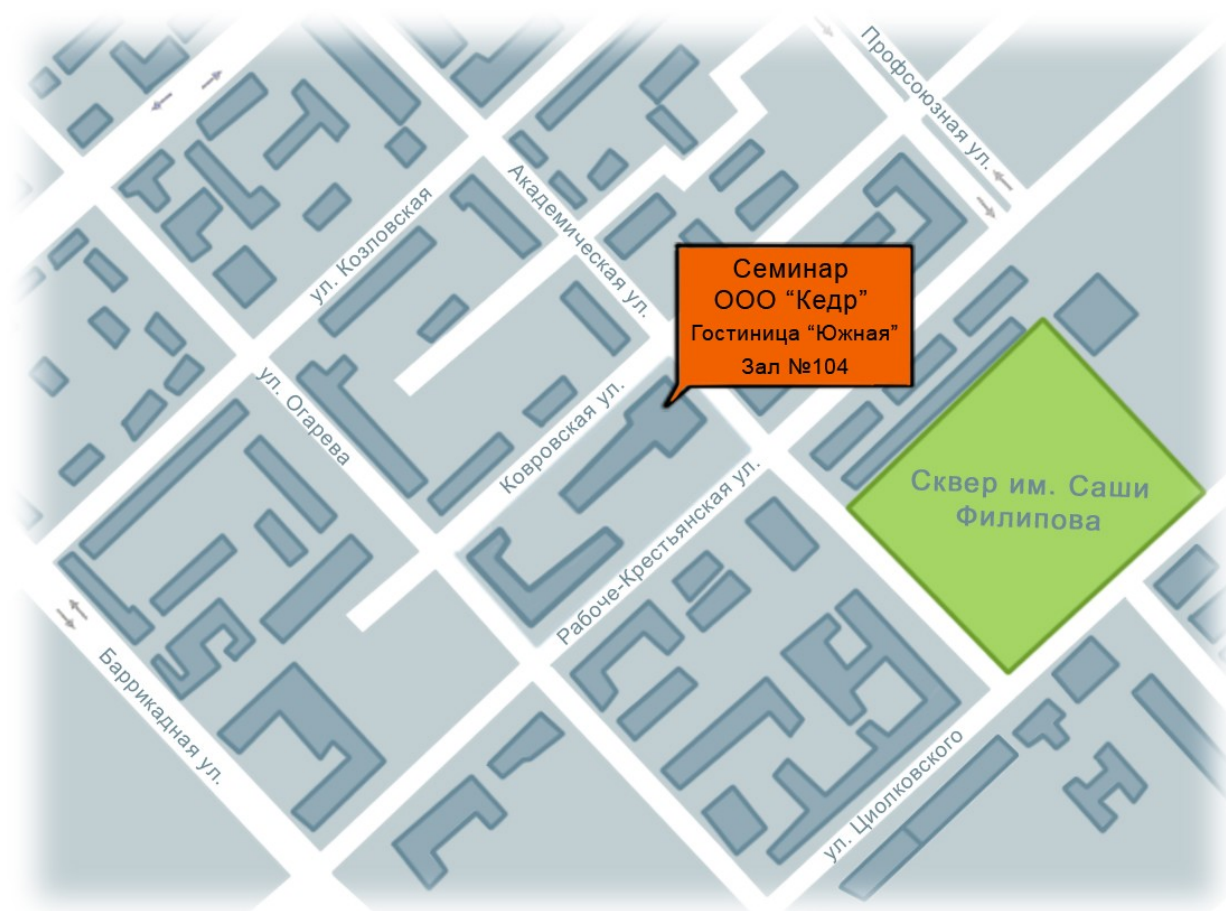 Профсоюзная ул.
Академическая ул.
ул. Козловская
Семинар
ООО “Кедр”
Гостиница “Южная”
Зал №104
ул. Огарева
Ковровская ул.
Рабоче-Крестьянская ул.
Сквер им. Саши
Филипова
Баррикадная ул.
ул. Циолковского